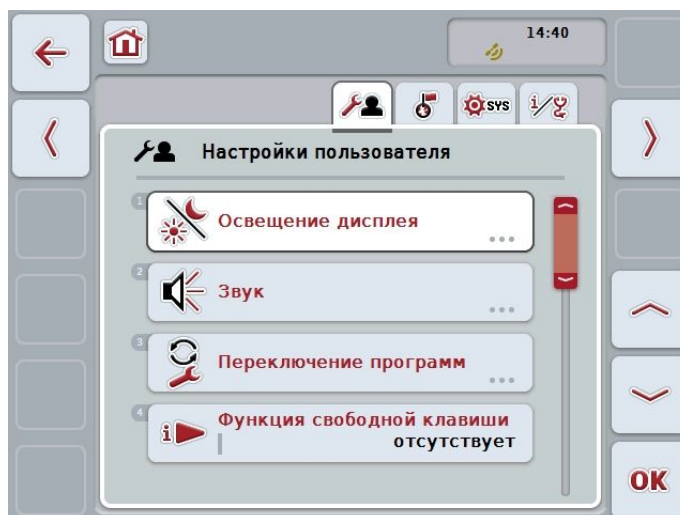 14:40
SYS
i/
Настройки пользователя
1
Освещение дисплея
2
Звук
3
Переключение программ
4
i
Функция свободной клавиши
отсутствует
OK